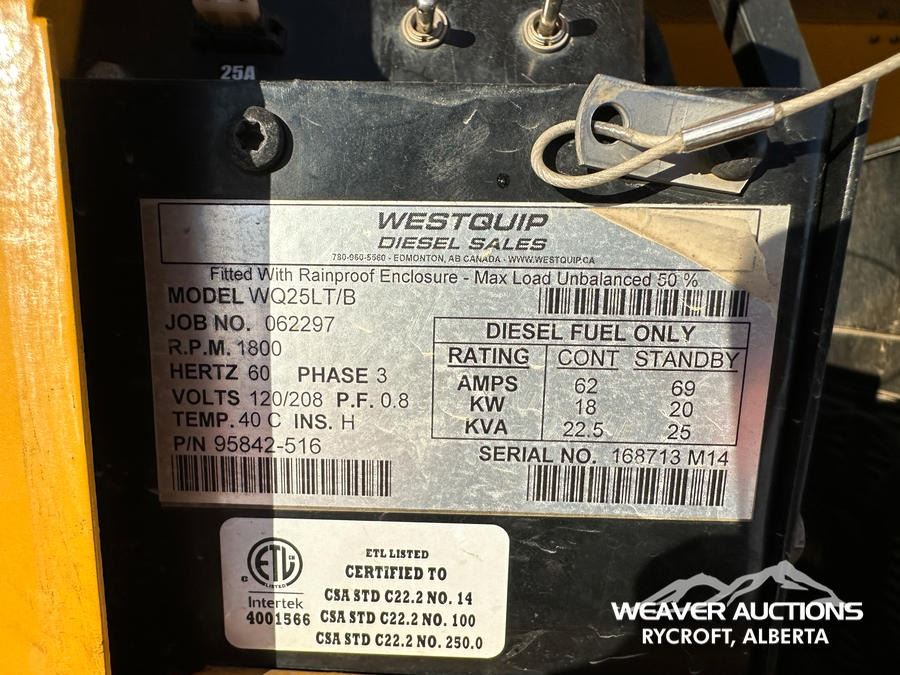 25A
WESTQUIP
DIESEL SALES
780-960-5560 - EDMONTON, AB CANADA - WWW.WESTQUIP.CA
Fitted With Rainproof Enclosure - Max Load Unbalanced 50 %
MODEL WQ25LT/B
JOB NO. 062297
R.P.M. 1800
HERTZ 60 PHASE 3
VOLTS 120/208 P.F. 0.8
TEMP. 40 C INS. H
P/N 95842-516
DIESEL FUEL ONLY
RATING CONT STANDBY
AMPS 62 69
KW 18 20
KVA 22.5 25
SERIAL NO. 168713 M14
C ETL CM
LISTED
Intertek
4001566
ETL LISTED
CERTIFIED TO
CSA STD C22.2 NO. 14
CSA STD C22.2 NO. 100
CSA STD C22.2 NO. 250.0
WEAVER AUCTIONS
RYCROFT, ALBERTA